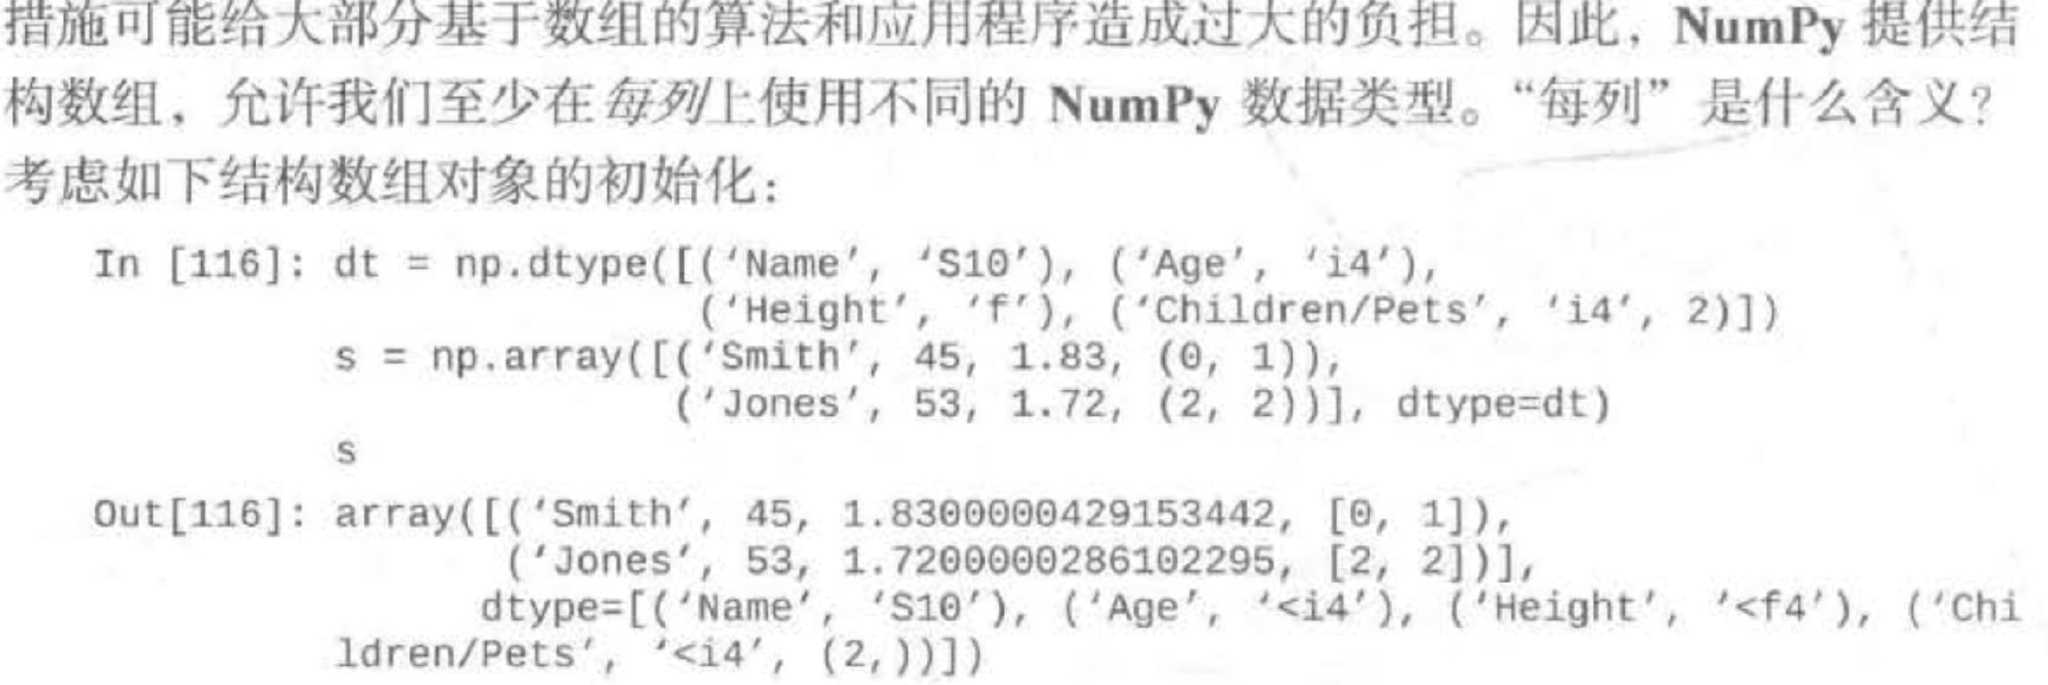 措施可能给大部分基于数组的算法和应用程序造成过大的负担。因此，NumPy 提供结
构数组，允许我们至少在每列上使用不同的 NumPy 数据类型。“每列”是什么含义？
考虑如下结构数组对象的初始化：
In [116]: dt = np.dtype([(‘Name’, ‘S10’), (‘Age’, ‘i4’),
(‘Height’, ‘f’), (‘Children/Pets’, ‘i4’, 2)])
s = np.array([(‘Smith’, 45, 1.83, (0, 1)),
(‘Jones’, 53, 1.72, (2, 2))], dtype=dt)
s
Out[116]: array([(‘Smith’, 45, 1.8300000429153442, [0, 1]),
(‘Jones’, 53, 1.7200000286102295, [2, 2])],
dtype=[(‘Name’, ‘S10’), (‘Age’, ‘<i4’), (‘Height’, ‘<f4’), (‘Chi
ldren/Pets’, ‘<i4’, (2,))])